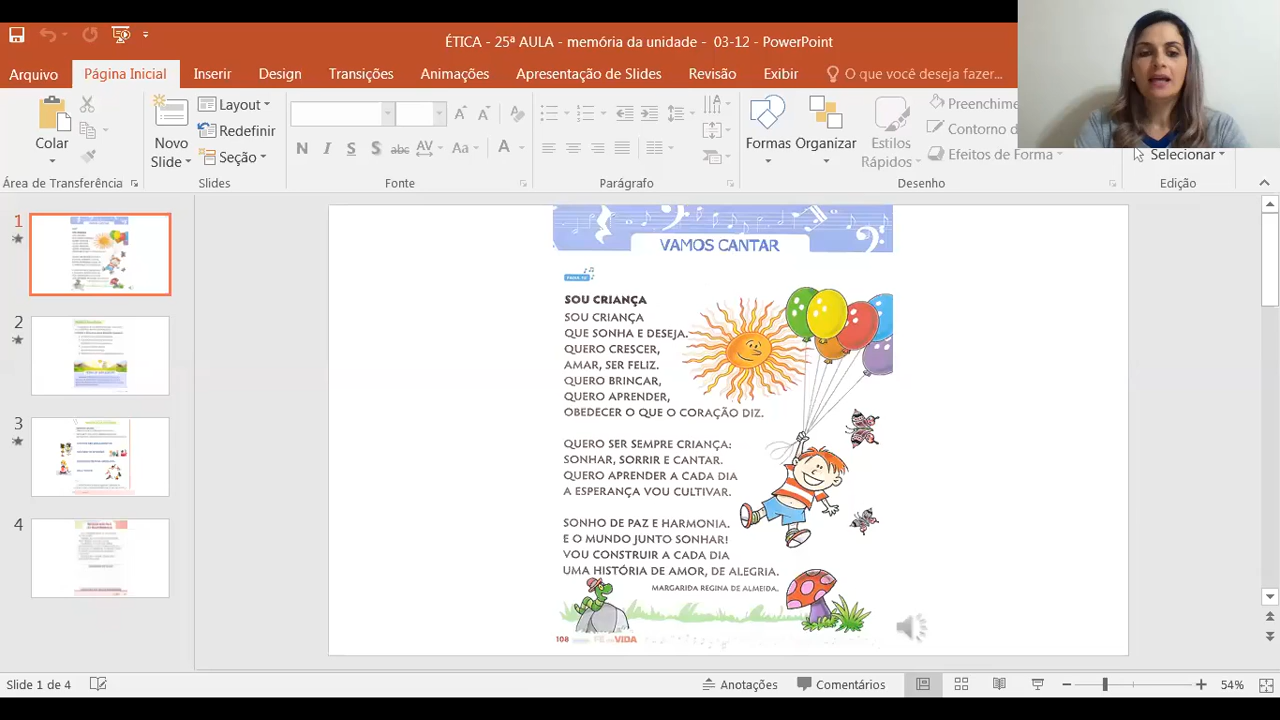 ÉTICA - 25ª AULA - memória da unidade - 03-12 - PowerPoint
Arquivo Página Inicial Inserir Design Transições Animações Apresentação de Slides Revisão Exibir O que você deseja fazer...
Colar
Novo Slide
Layout
Redefinir
Seção
Formas
Organizar
Estilos Rápidos
Preenchime
Contorno d
Efeitos de Forma
Selecionar
Área de Transferência Slides Fonte Parágrafo Desenho Edição
1
2
3
4
VAMOS CANTAR
SOU CRIANÇA
SOU CRIANÇA
QUE SONHA E DESEJA.
QUERO CRESCER,
AMAR, SER FELIZ.
QUERO BRINCAR,
QUERO APRENDER,
OBEDECER O QUE O CORAÇÃO DIZ.
QUERO SER SEMPRE CRIANÇA:
SONHAR, SORRIR E CANTAR.
QUERO APRENDER A CADA DIA
A ESPERANÇA VOU CULTIVAR.
SONHO DE PAZ E HARMONIA.
E O MUNDO JUNTO SONHAR!
VOU CONSTRUIR A CADA DIA
UMA HISTÓRIA DE AMOR, DE ALEGRIA.
MARGARIDA REGINA DE ALMEIDA.
108
VIDA
Slide 1 de 4 Anotações Comentários 54%